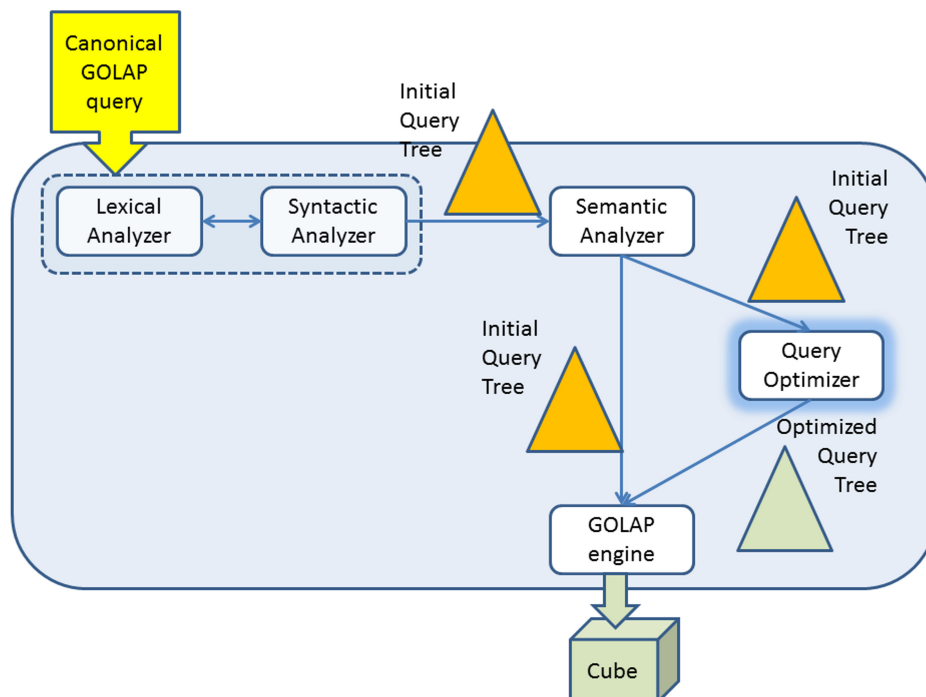 Canonical
GOLAP
query
Initial
Query
Tree
Lexical
Analyzer
Syntactic
Analyzer
Semantic
Analyzer
Initial
Query
Tree
Initial
Query
Tree
Query
Optimizer
Optimized
Query
Tree
GOLAP
engine
Cube